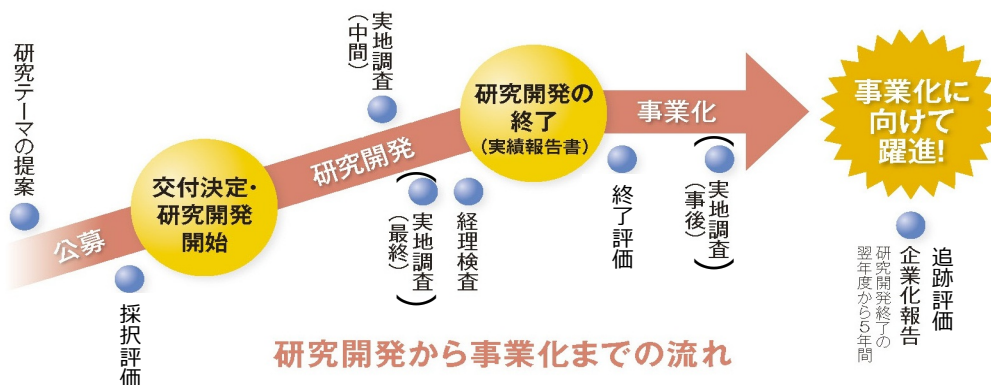 研究テーマの提案
公募
採択評価
交付決定・
研究開発
開始
研究開発
実地調査
(中間)
実地調査
(最終)
経理検査
研究開発の
終了
(実績報告書)
事業化
終了評価
実地調査
(事後)
事業化に
向けて
躍進!
追跡評価
企業化報告
研究開発終了の
翌年度から5年間
研究開発から事業化までの流れ